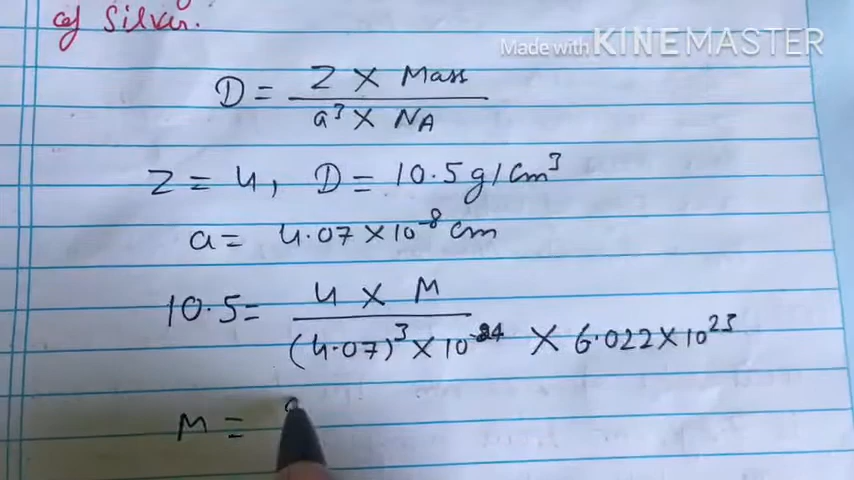 of Silver.
Made with KINEMASTER
D = Z × Mass / a³ × NA
Z = 4, D = 10.5 g/cm³
a = 4.07 × 10⁻⁸ cm
10.5 = 4 × M / (4.07)³ × 10⁻²⁴ × 6.022 × 10²³
M =